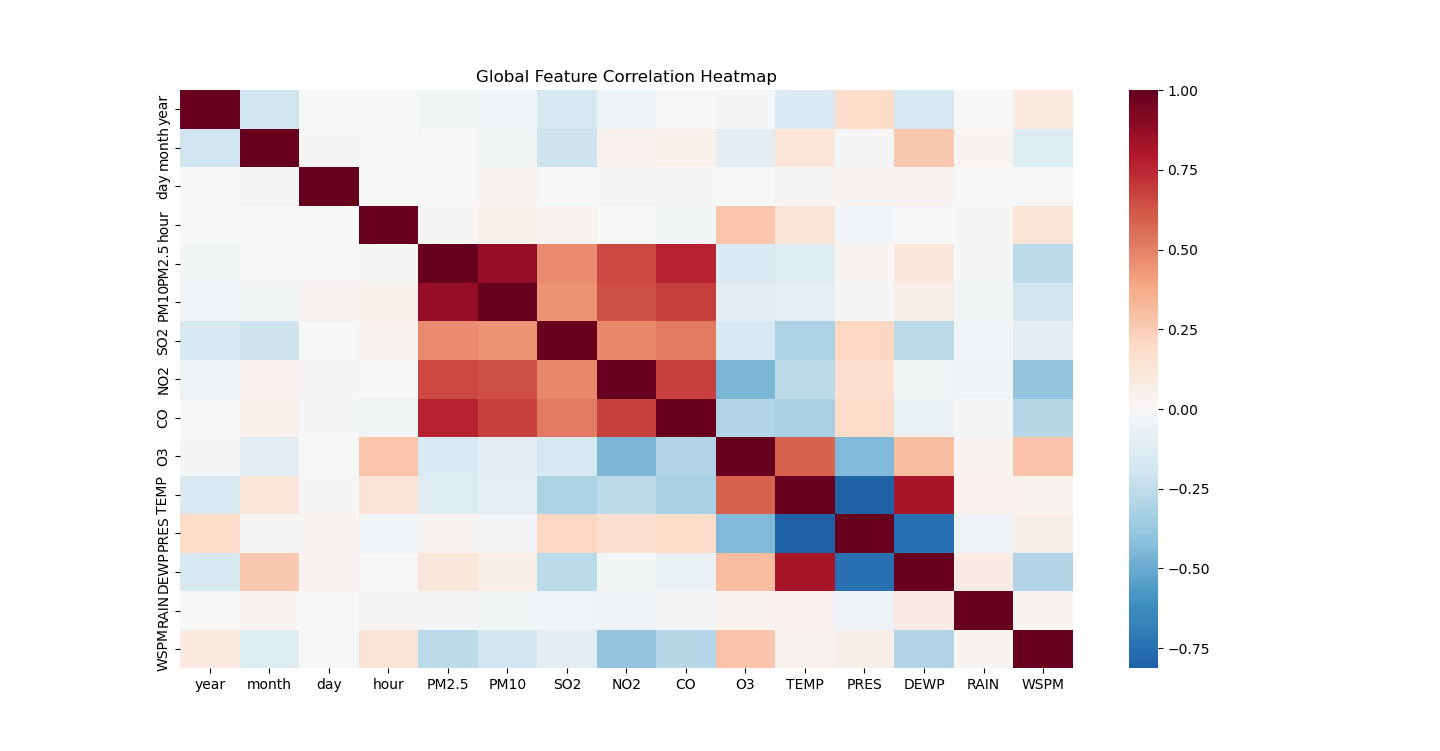 Global Feature Correlation Heatmap
year
month
day
hour
PM2.5
PM10
SO2
NO2
CO
O3
TEMP
PRES
DEWP
RAIN
WSPM
year month day hour PM2.5 PM10 SO2 NO2 CO O3 TEMP PRES DEWP RAIN WSPM
1.00
0.75
0.50
0.25
0.00
−0.25
−0.50
−0.75